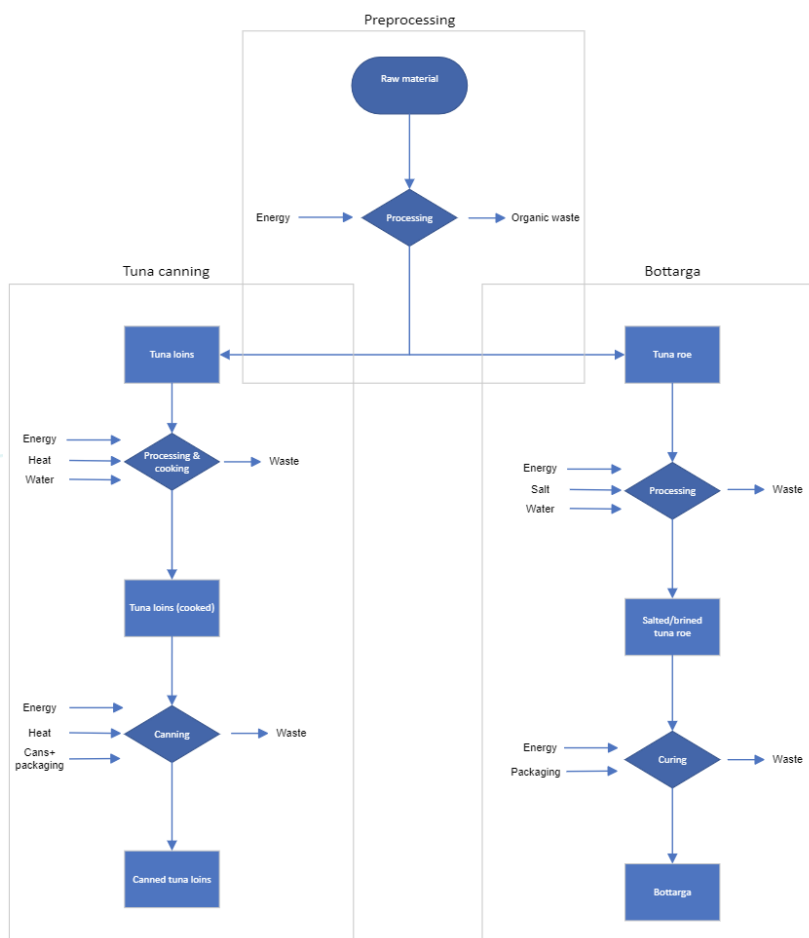 Preprocessing
Raw material
Energy
Processing
Organic waste
Tuna canning
Tuna loins
Energy
Heat
Water
Processing &
cooking
Waste
Tuna loins (cooked)
Energy
Heat
Cans+
packaging
Canning
Waste
Canned tuna loins
Bottarga
Tuna roe
Energy
Salt
Water
Processing
Waste
Salted/brined
tuna roe
Energy
Packaging
Curing
Waste
Bottarga